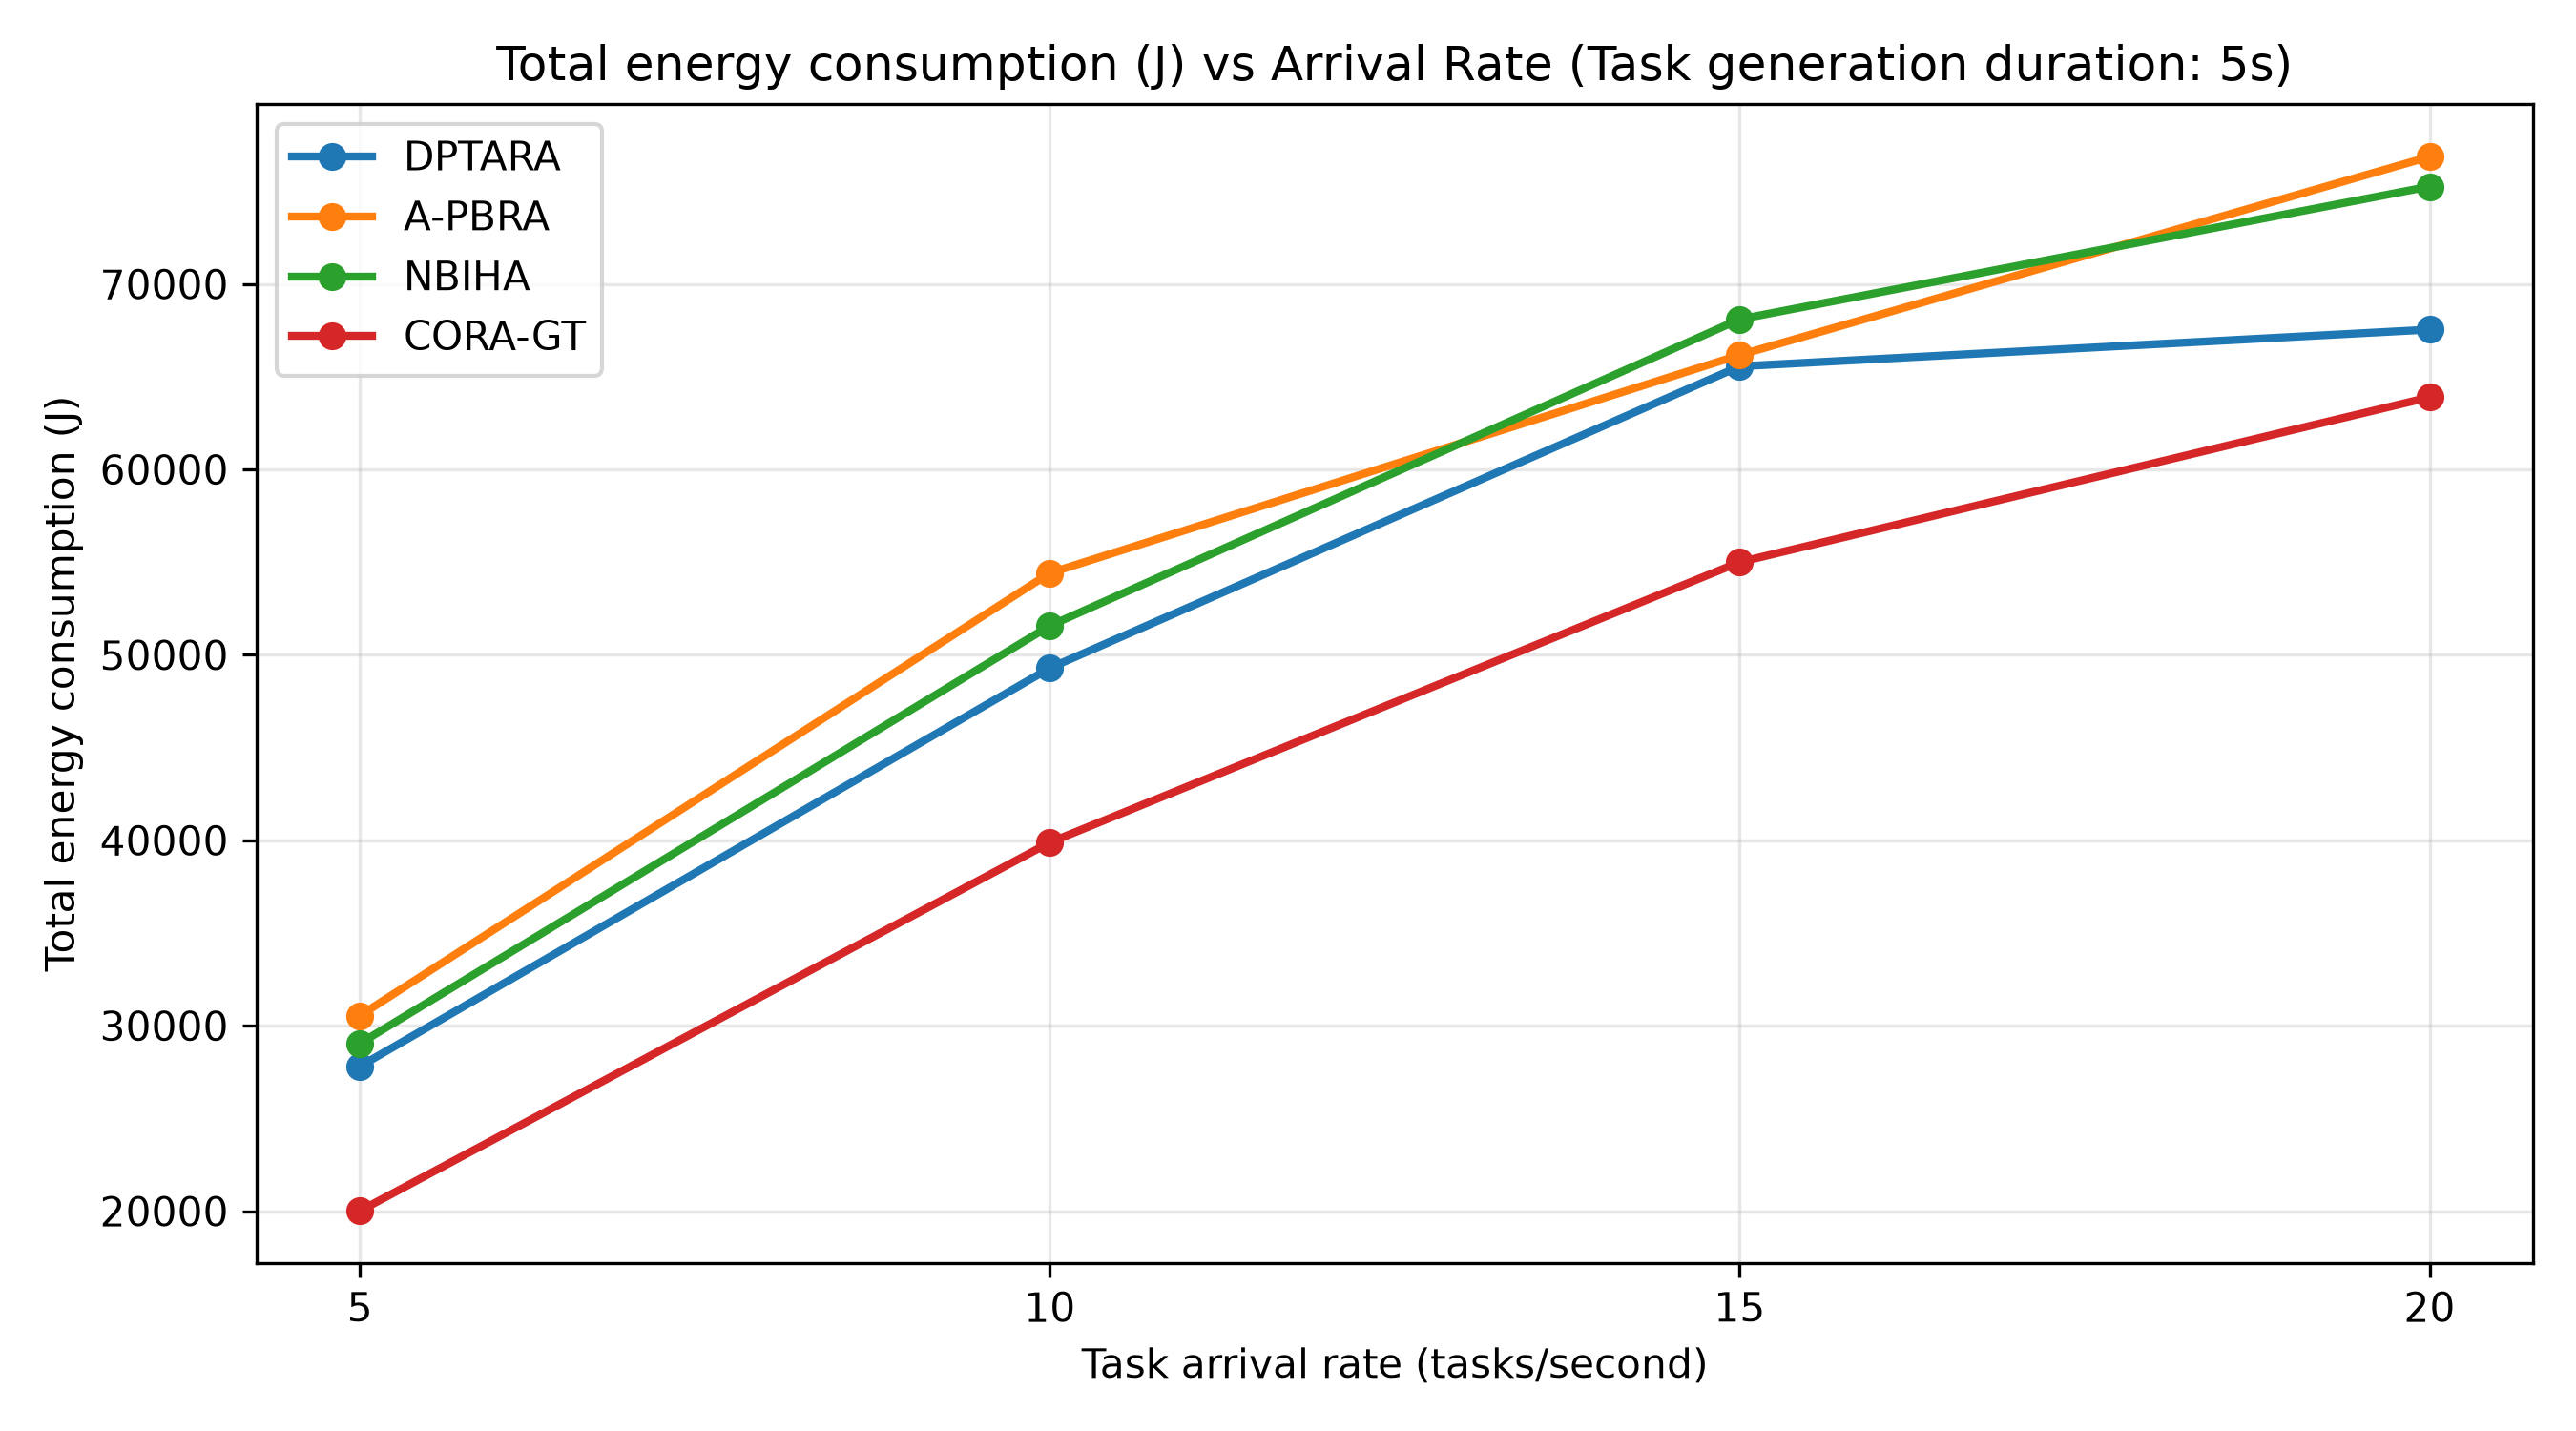 Total energy consumption (J) vs Arrival Rate (Task generation duration: 5s)
DPTARA
A-PBRA
NBIHA
CORA-GT
Total energy consumption (J)
70000
60000
50000
40000
30000
20000
5 10 15 20
Task arrival rate (tasks/second)